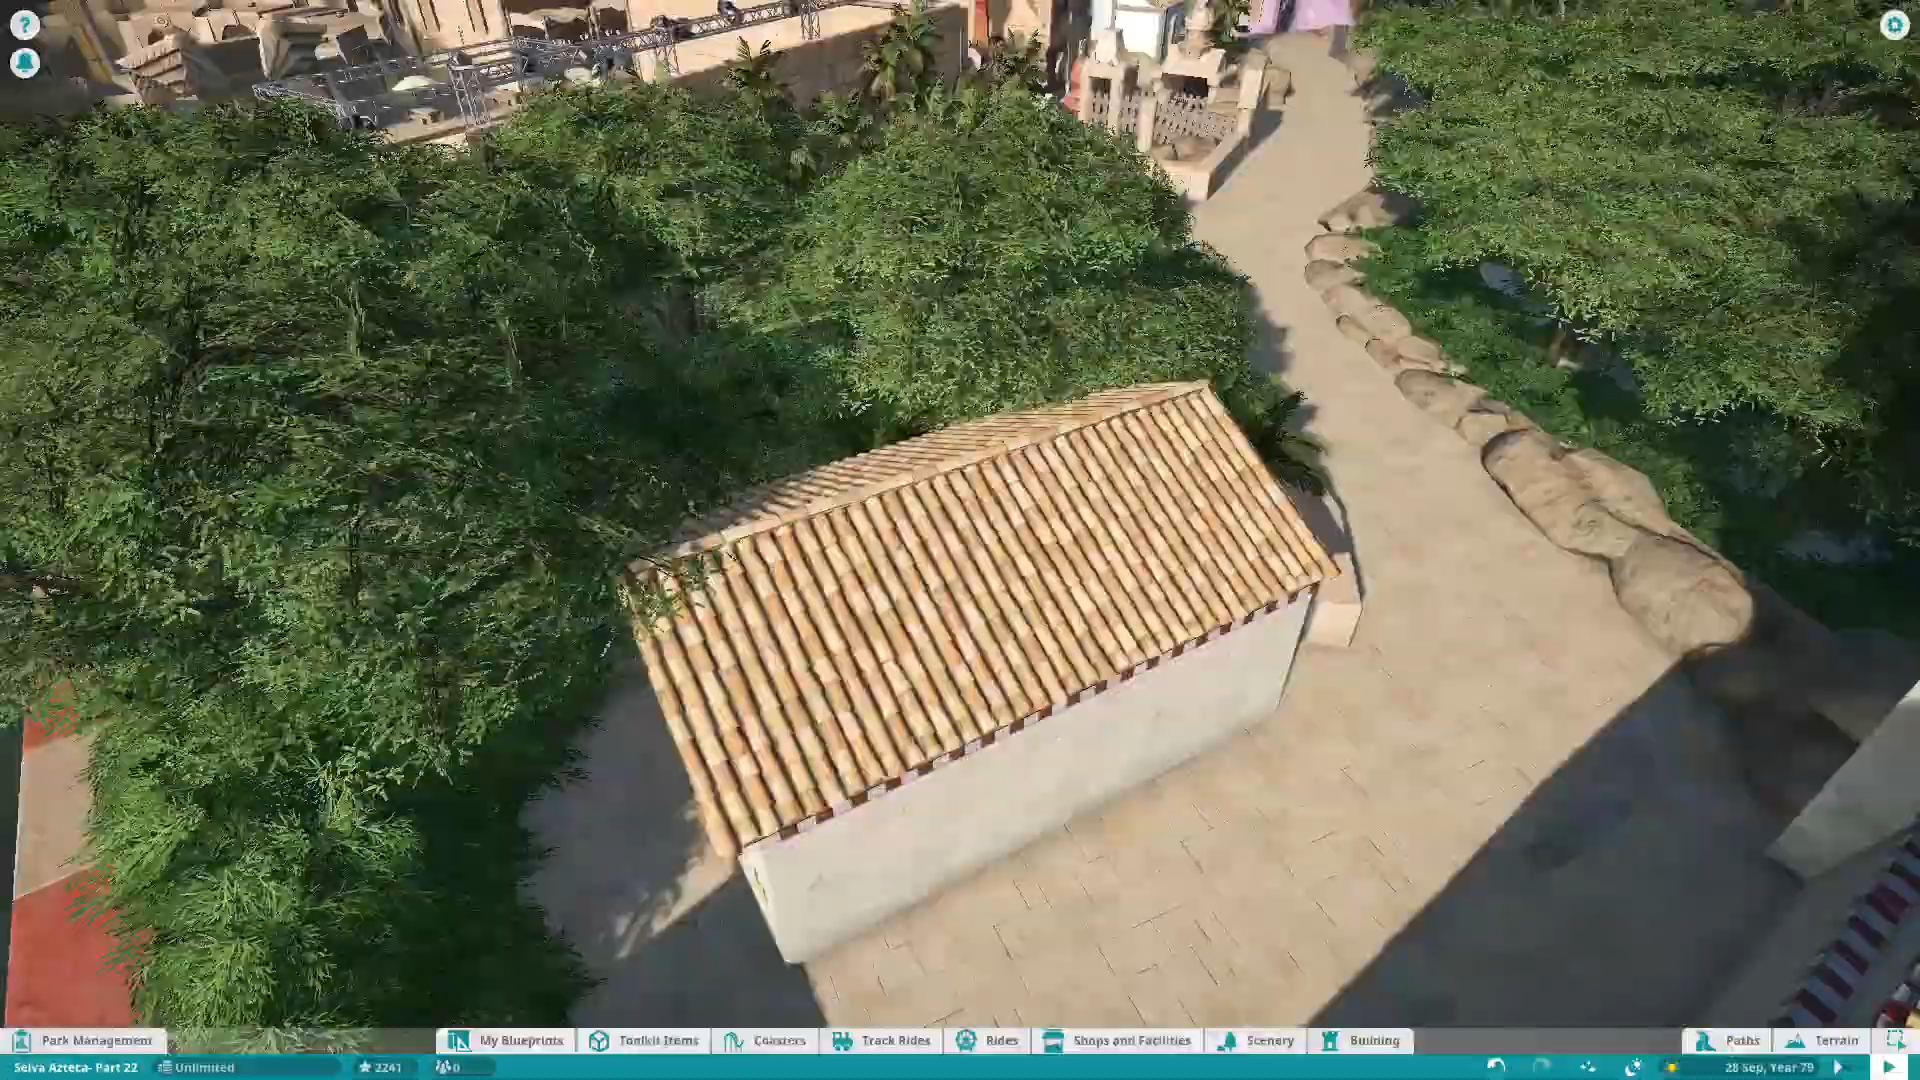 ?
Park Management
My Blueprints
Toolkit Items
Coasters
Track Rides
Rides
Shops and Facilities
Scenery
Building
Paths
Terrain
Selva Azteca- Part 22
Unlimited
2241
0
28 Sep, Year 79